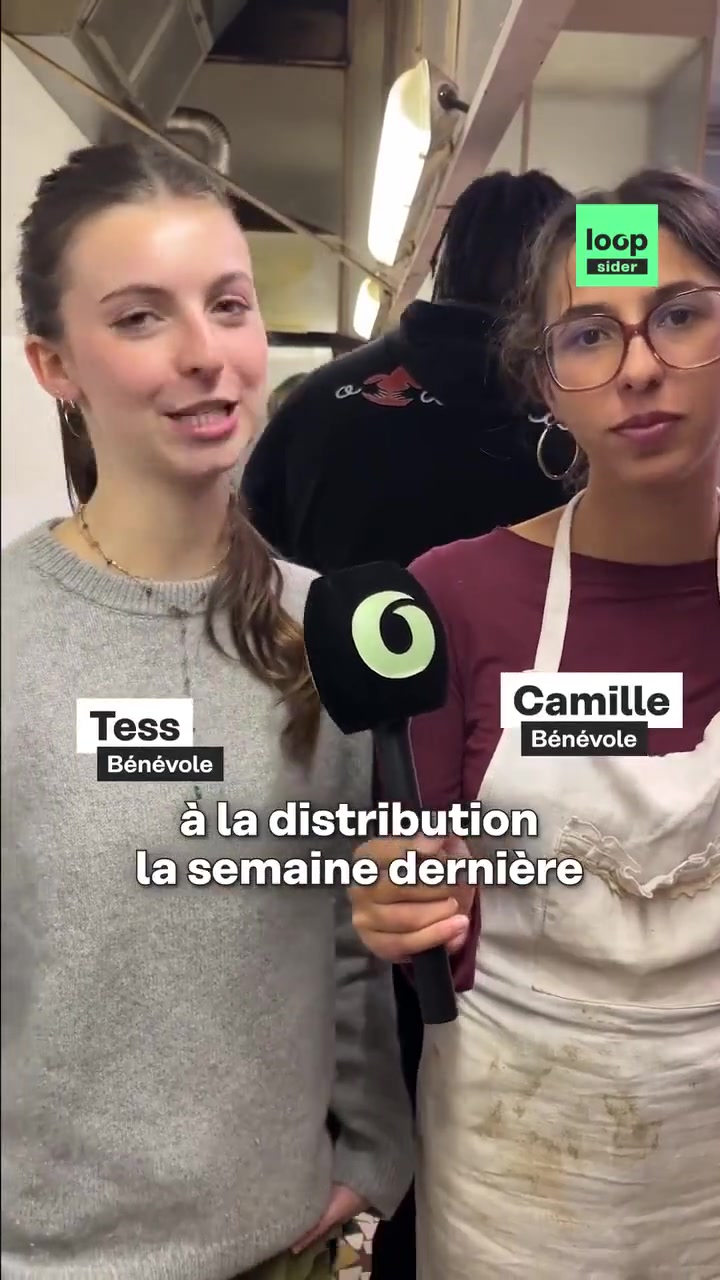 loop
sider
Tess
Bénévole
Camille
Bénévole
à la distribution
la semaine dernière